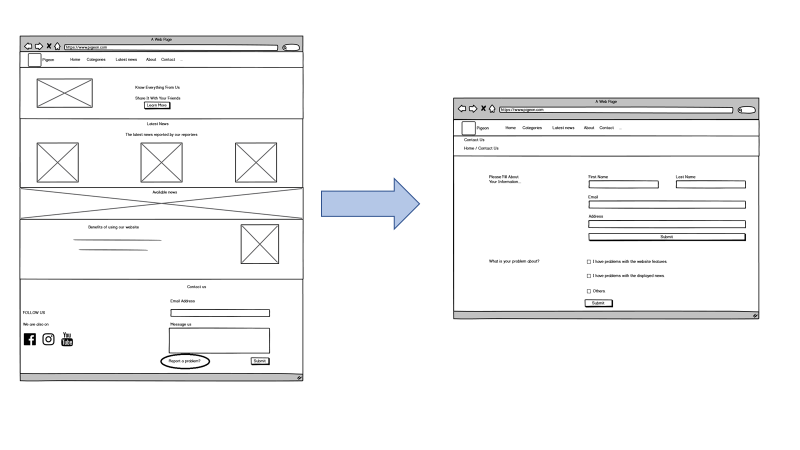 A Web Page
https://www.pigeon.com
Pigeon Home Categories Latest news About Contact ...
Know Everything From Us
Share It With Your Friends
Learn More
Latest News
The latest news reported by our reporters
Available news
Benefits of using our website
Contact us
Email Address
FOLLOW US
We are also on
You
Tube
Message us
Report a problem?
Submit
A Web Page
https://www.pigeon.com
Pigeon Home Categories Latest news About Contact ...
Contact Us
Home / Contact Us
Please Fill About
Your Information...
First Name Last Name
Email
Address
Submit
What is your problem about?
I have problems with the website features
I have problems with the displayed news
Others
Submit